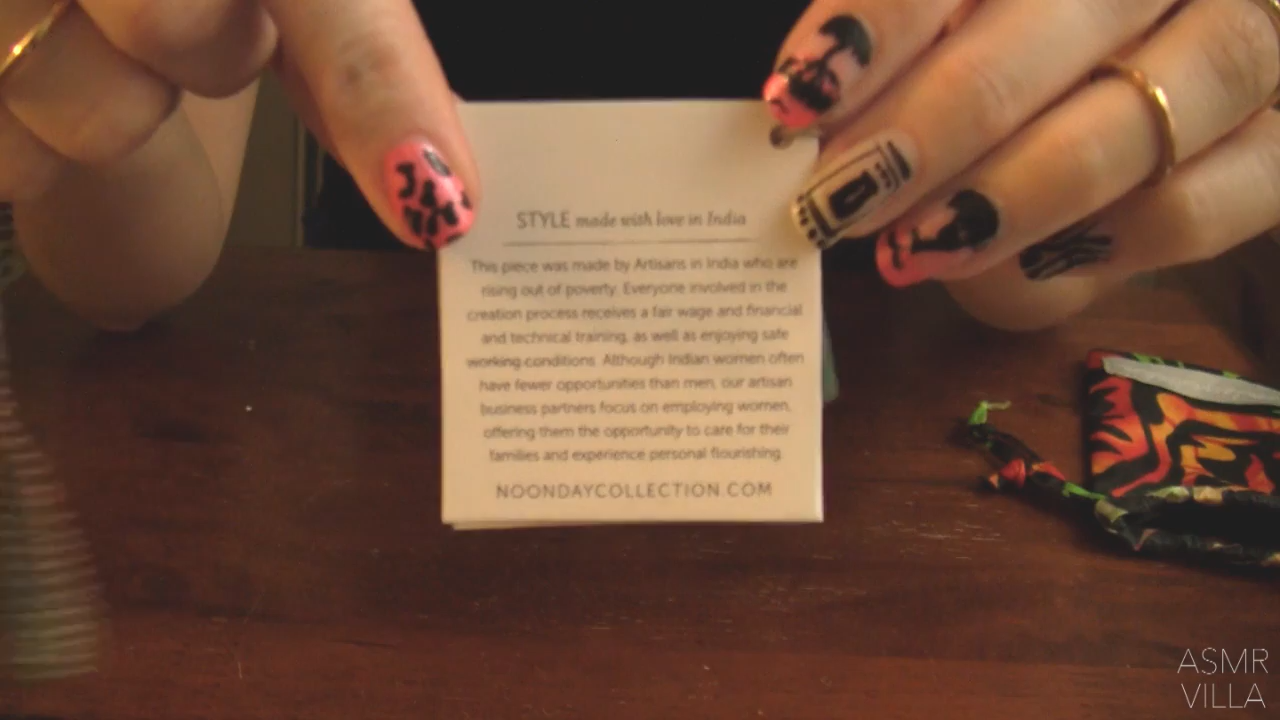 STYLE made with love in India
This piece was made by Artisans in India who are
rising out of poverty. Everyone involved in the
creation process receives a fair wage and financial
and technical training, as well as enjoying safe
working conditions. Although Indian women often
have fewer opportunities than men, our artisan
business partners focus on employing women,
offering them the opportunity to care for their
families and experience personal flourishing.
NOONDAYCOLLECTION.COM
ASMR
VILLA